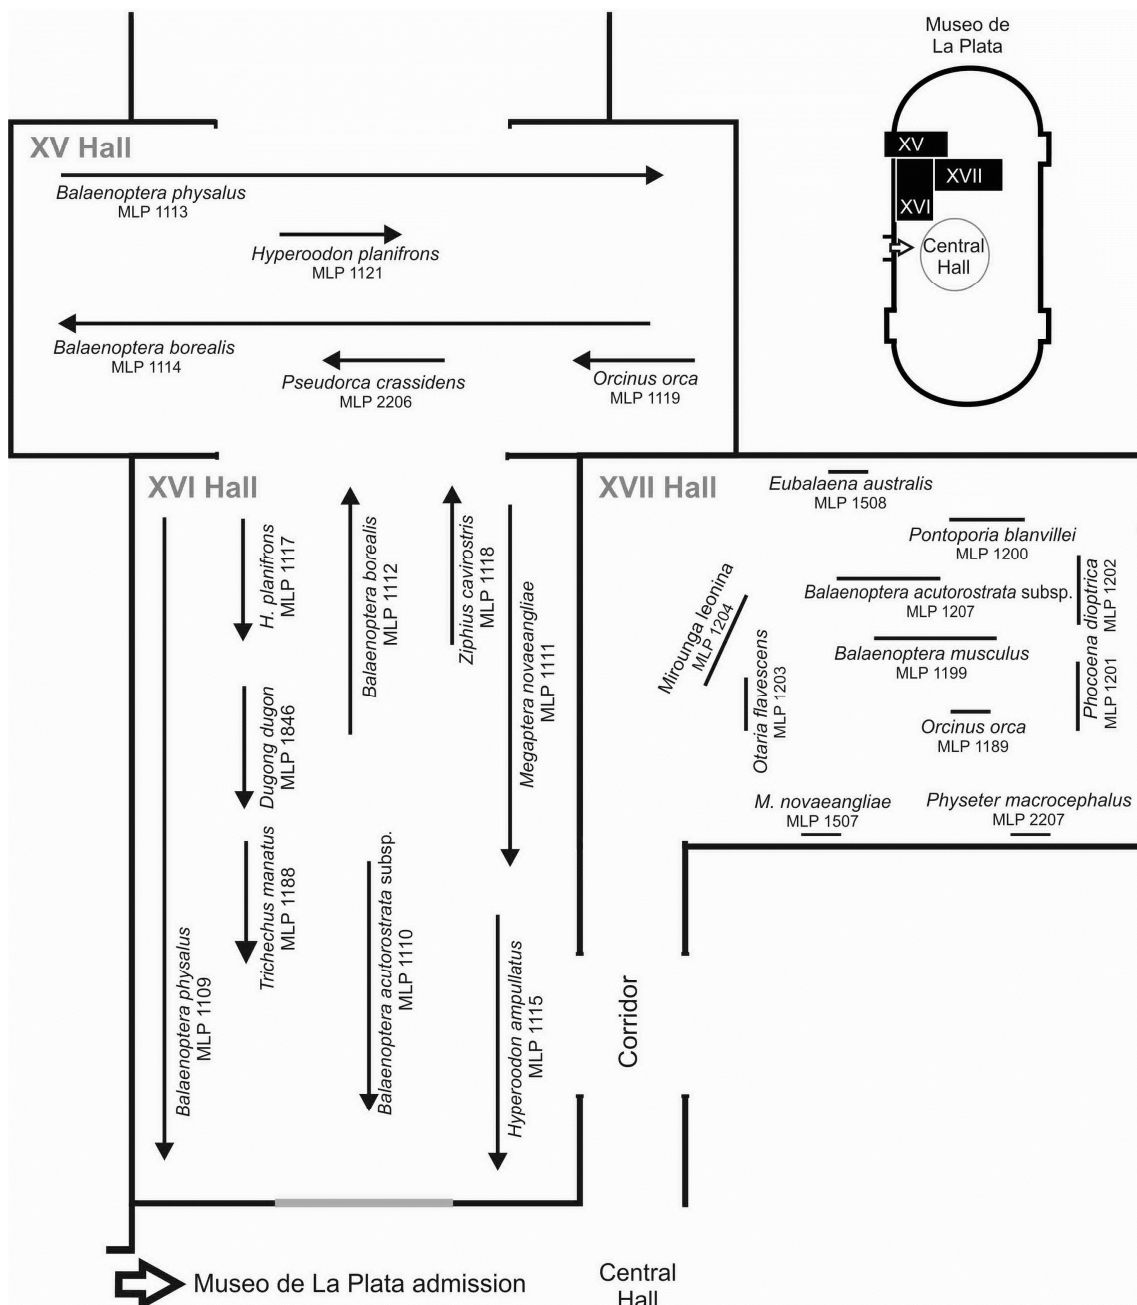 Museo de
La Plata
XV
XVII
XVI
Central
Hall
XV Hall
Balaenoptera physalus
MLP 1113
Hyperoodon planifrons
MLP 1121
Balaenoptera borealis
MLP 1114
Pseudorca crassidens
MLP 2206
Orcinus orca
MLP 1119
XVI Hall
Balaenoptera physalus
MLP 1109
H. planifrons
MLP 1117
Dugong dugon
MLP 1846
Trichechus manatus
MLP 1188
Balaenoptera borealis
MLP 1112
Balaenoptera acutorostrata subsp.
MLP 1110
Ziphius cavirostris
MLP 1118
Megaptera novaeangliae
MLP 1111
Hyperoodon ampullatus
MLP 1115
XVII Hall
Eubalaena australis
MLP 1508
Pontoporia blanvillei
MLP 1200
Balaenoptera acutorostrata subsp.
MLP 1207
Balaenoptera musculus
MLP 1199
Orcinus orca
MLP 1189
Phocoena dioptrica
MLP 1202
MLP 1201
Mirounga leonina
MLP 1204
Otaria flavescens
MLP 1203
M. novaeangliae
MLP 1507
Physeter macrocephalus
MLP 2207
Corridor
Museo de La Plata admission
Central
Hall